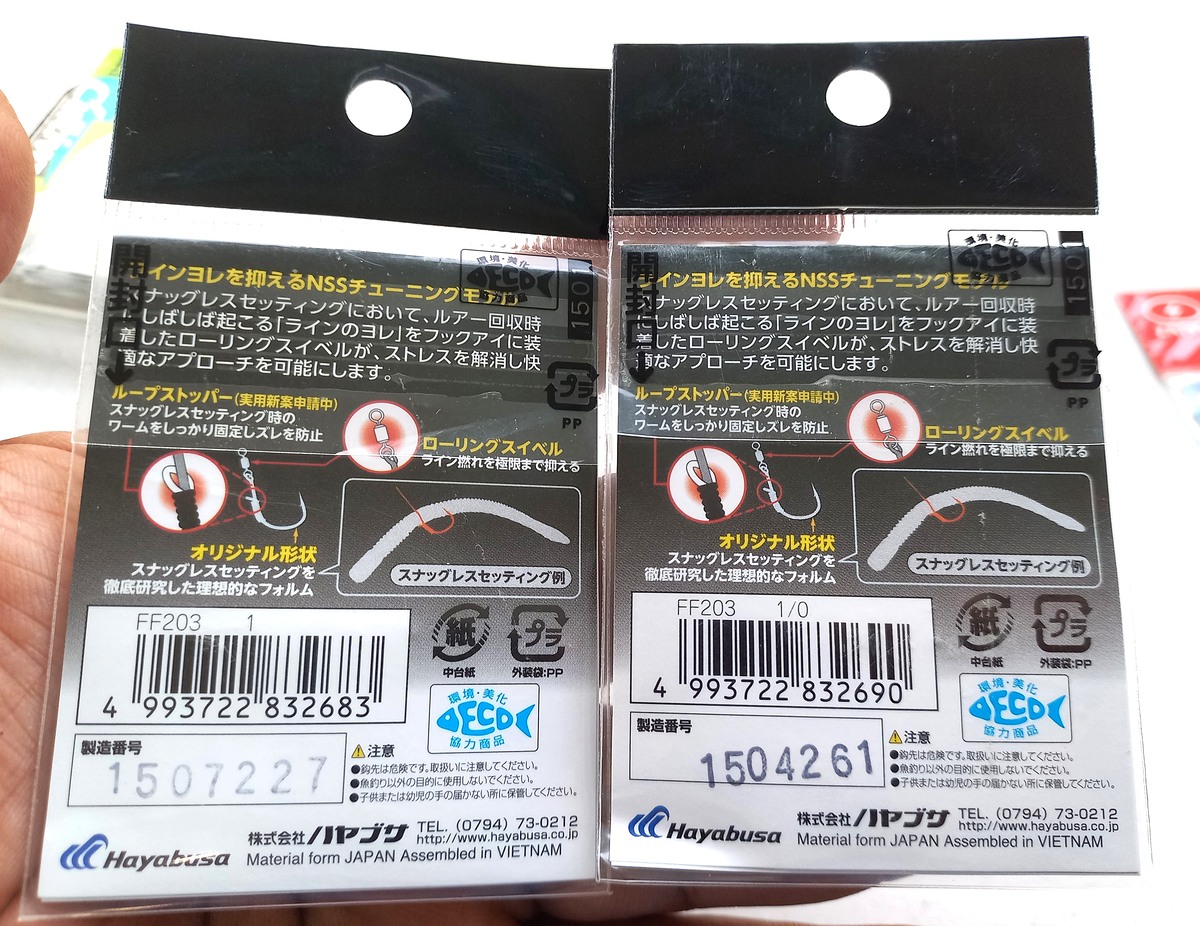 環境・美化
ECO
開封口
インヨレを抑えるNSSチューニングモデル
ナッグレスセッティングにおいて、ルアー回収時
しばしば起こる「ラインのヨレ」をフックアイに装
着したローリングスイベルが、ストレスを解消し快
適なアプローチを可能にします。
プラ
PP
ループストッパー(実用新案申請中)
スナッグレスセッティング時の
ワームをしっかり固定しズレを防止
ローリングスイベル
ライン撚れを極限まで抑える
オリジナル形状
スナッグレスセッティングを
徹底研究した理想的なフォルム
スナッグレスセッティング例
FF203 1
4 993722 832683
紙
中台紙
プラ
外装袋:PP
環境・美化
ECO
協力商品
製造番号
1507227
注意
●鈎先は危険です。取扱いに注意してください。
●魚釣り以外の目的に使用しないでください。
●子供または幼児の手の届かない所に保管してください。
Hayabusa
株式会社ハヤブサ
TEL. (0794) 73-0212
http://www.hayabusa.co.jp
Material form JAPAN Assembled in VIETNAM
環境・美化
ECO
開封口
インヨレを抑えるNSSチューニングモデル
ナッグレスセッティングにおいて、ルアー回収時
しばしば起こる「ラインのヨレ」をフックアイに装
着したローリングスイベルが、ストレスを解消し快
適なアプローチを可能にします。
プラ
PP
ループストッパー(実用新案申請中)
スナッグレスセッティング時の
ワームをしっかり固定しズレを防止
ローリングスイベル
ライン撚れを極限まで抑える
オリジナル形状
スナッグレスセッティングを
徹底研究した理想的なフォルム
スナッグレスセッティング例
FF203 1/0
4 993722 832690
紙
中台紙
プラ
外装袋:PP
環境・美化
ECO
協力商品
製造番号
1504261
注意
●鈎先は危険です。取扱いに注意してください。
●魚釣り以外の目的に使用しないでください。
●子供または幼児の手の届かない所に保管してください。
Hayabusa
株式会社ハヤブサ
TEL. (0794) 73-0212
http://www.hayabusa.co.jp
Material form JAPAN Assembled in VIETNAM